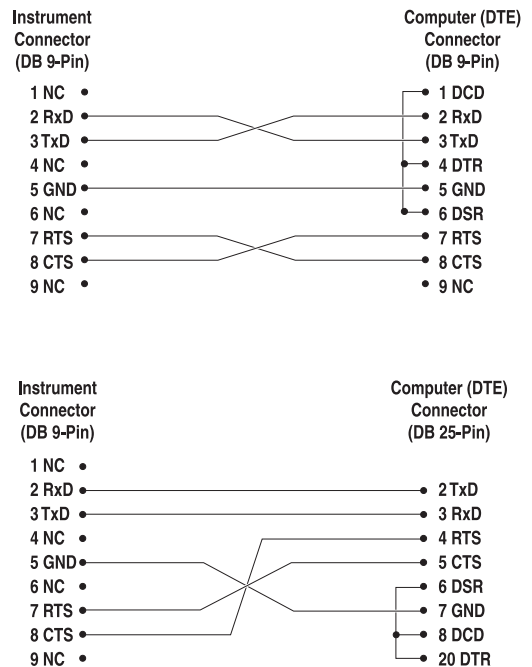 Instrument
Connector
(DB 9-Pin)
Computer (DTE)
Connector
(DB 9-Pin)
1 NC
1 DCD
2 RxD
2 RxD
3 TxD
3 TxD
4 NC
4 DTR
5 GND
5 GND
6 NC
6 DSR
7 RTS
7 RTS
8 CTS
8 CTS
9 NC
9 NC
Instrument
Connector
(DB 9-Pin)
Computer (DTE)
Connector
(DB 25-Pin)
1 NC
2 RxD
2 TxD
3 TxD
3 RxD
4 NC
4 RTS
5 GND
5 CTS
6 NC
6 DSR
7 RTS
7 GND
8 CTS
8 DCD
9 NC
20 DTR